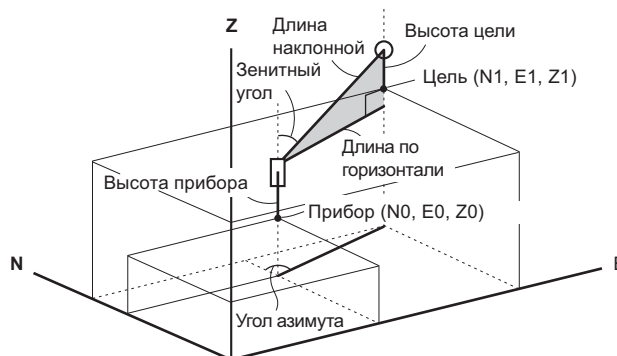 Z
Длина
наклонной
Высота цели
Зенитный
угол
Цель (N1, E1, Z1)
Длина по
горизонтали
Высота прибора
Прибор (N0, E0, Z0)
N
E
Угол азимута